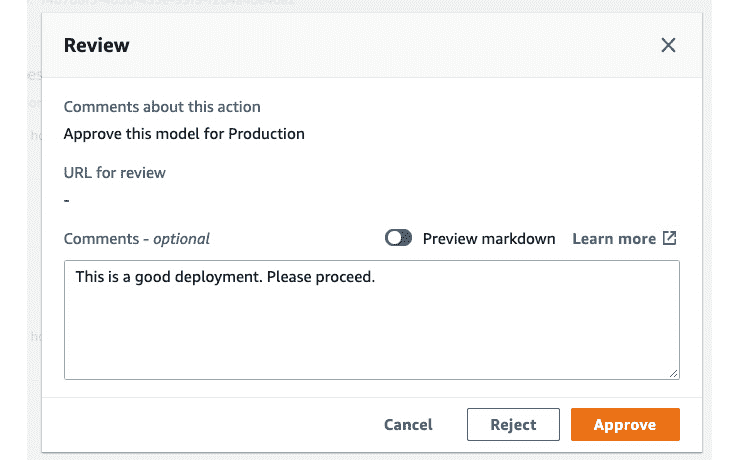 Review
Comments about this action
Approve this model for Production
URL for review
-
Comments - optional
Preview markdown
Learn more
This is a good deployment. Please proceed.
Cancel
Reject
Approve